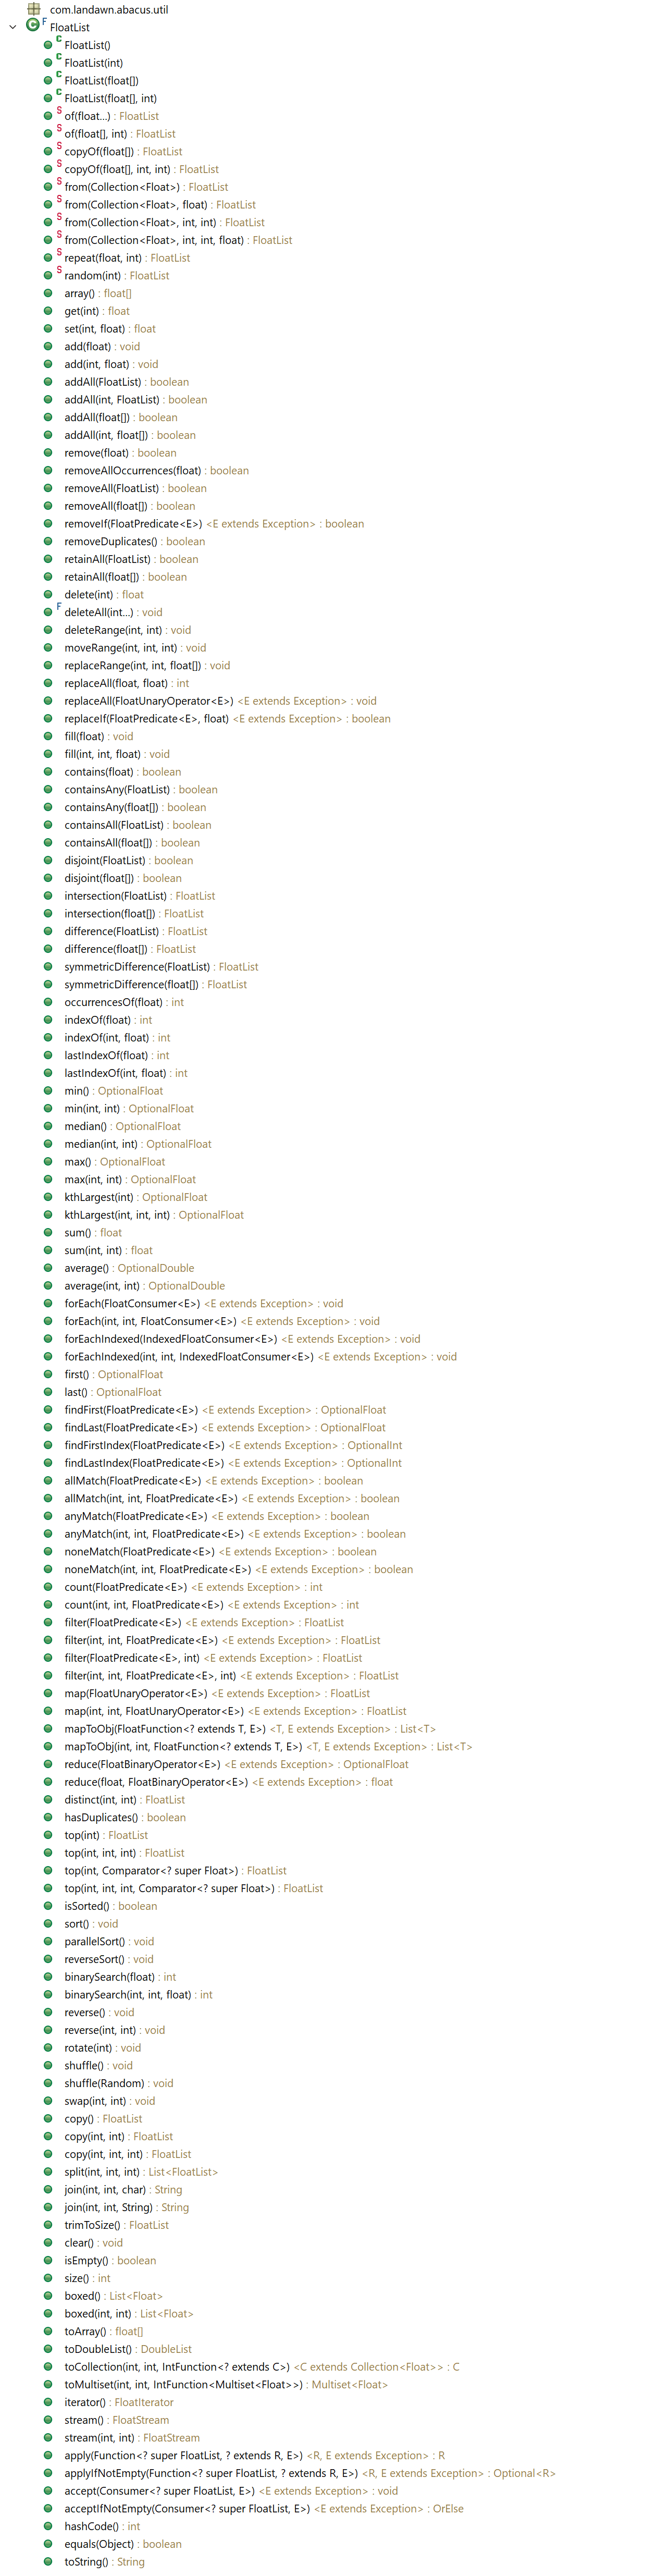 com.landawn.abacus.util
FloatList
FloatList()
FloatList(int)
FloatList(float[])
FloatList(float[], int)
of(float...) : FloatList
of(float[], int) : FloatList
copyOf(float[]) : FloatList
copyOf(float[], int, int) : FloatList
from(Collection<Float>) : FloatList
from(Collection<Float>, float) : FloatList
from(Collection<Float>, int, int) : FloatList
from(Collection<Float>, int, int, float) : FloatList
repeat(float, int) : FloatList
random(int) : FloatList
array() : float[]
get(int) : float
set(int, float) : float
add(float) : void
add(int, float) : void
addAll(FloatList) : boolean
addAll(int, FloatList) : boolean
addAll(float[]) : boolean
addAll(int, float[]) : boolean
remove(float) : boolean
removeAllOccurrences(float) : boolean
removeAll(FloatList) : boolean
removeAll(float[]) : boolean
removeIf(FloatPredicate<E>) <E extends Exception> : boolean
removeDuplicates() : boolean
retainAll(FloatList) : boolean
retainAll(float[]) : boolean
delete(int) : float
deleteAll(int...) : void
deleteRange(int, int) : void
moveRange(int, int, int) : void
replaceRange(int, int, float[]) : void
replaceAll(float, float) : int
replaceAll(FloatUnaryOperator<E>) <E extends Exception> : void
replaceIf(FloatPredicate<E>, float) <E extends Exception> : boolean
fill(float) : void
fill(int, int, float) : void
contains(float) : boolean
containsAny(FloatList) : boolean
containsAny(float[]) : boolean
containsAll(FloatList) : boolean
containsAll(float[]) : boolean
disjoint(FloatList) : boolean
disjoint(float[]) : boolean
intersection(FloatList) : FloatList
intersection(float[]) : FloatList
difference(FloatList) : FloatList
difference(float[]) : FloatList
symmetricDifference(FloatList) : FloatList
symmetricDifference(float[]) : FloatList
occurrencesOf(float) : int
indexOf(float) : int
indexOf(int, float) : int
lastIndexOf(float) : int
lastIndexOf(int, float) : int
min() : OptionalFloat
min(int, int) : OptionalFloat
median() : OptionalFloat
median(int, int) : OptionalFloat
max() : OptionalFloat
max(int, int) : OptionalFloat
kthLargest(int) : OptionalFloat
kthLargest(int, int, int) : OptionalFloat
sum() : float
sum(int, int) : float
average() : OptionalDouble
average(int, int) : OptionalDouble
forEach(FloatConsumer<E>) <E extends Exception> : void
forEach(int, int, FloatConsumer<E>) <E extends Exception> : void
forEachIndexed(IndexedFloatConsumer<E>) <E extends Exception> : void
forEachIndexed(int, int, IndexedFloatConsumer<E>) <E extends Exception> : void
first() : OptionalFloat
last() : OptionalFloat
findFirst(FloatPredicate<E>) <E extends Exception> : OptionalFloat
findLast(FloatPredicate<E>) <E extends Exception> : OptionalFloat
findFirstIndex(FloatPredicate<E>) <E extends Exception> : OptionalInt
findLastIndex(FloatPredicate<E>) <E extends Exception> : OptionalInt
allMatch(FloatPredicate<E>) <E extends Exception> : boolean
allMatch(int, int, FloatPredicate<E>) <E extends Exception> : boolean
anyMatch(FloatPredicate<E>) <E extends Exception> : boolean
anyMatch(int, int, FloatPredicate<E>) <E extends Exception> : boolean
noneMatch(FloatPredicate<E>) <E extends Exception> : boolean
noneMatch(int, int, FloatPredicate<E>) <E extends Exception> : boolean
count(FloatPredicate<E>) <E extends Exception> : int
count(int, int, FloatPredicate<E>) <E extends Exception> : int
filter(FloatPredicate<E>) <E extends Exception> : FloatList
filter(int, int, FloatPredicate<E>) <E extends Exception> : FloatList
filter(FloatPredicate<E>, int) <E extends Exception> : FloatList
filter(int, int, FloatPredicate<E>, int) <E extends Exception> : FloatList
map(FloatUnaryOperator<E>) <E extends Exception> : FloatList
map(int, int, FloatUnaryOperator<E>) <E extends Exception> : FloatList
mapToObj(FloatFunction<? extends T, E>) <T, E extends Exception> : List<T>
mapToObj(int, int, FloatFunction<? extends T, E>) <T, E extends Exception> : List<T>
reduce(FloatBinaryOperator<E>) <E extends Exception> : OptionalFloat
reduce(float, FloatBinaryOperator<E>) <E extends Exception> : float
distinct(int, int) : FloatList
hasDuplicates() : boolean
top(int) : FloatList
top(int, int, int) : FloatList
top(int, Comparator<? super Float>) : FloatList
top(int, int, int, Comparator<? super Float>) : FloatList
isSorted() : boolean
sort() : void
parallelSort() : void
reverseSort() : void
binarySearch(float) : int
binarySearch(int, int, float) : int
reverse() : void
reverse(int, int) : void
rotate(int) : void
shuffle() : void
shuffle(Random) : void
swap(int, int) : void
copy() : FloatList
copy(int, int) : FloatList
copy(int, int, int) : FloatList
split(int, int, int) : List<FloatList>
join(int, int, char) : String
join(int, int, String) : String
trimToSize() : FloatList
clear() : void
isEmpty() : boolean
size() : int
boxed() : List<Float>
boxed(int, int) : List<Float>
toArray() : float[]
toDoubleList() : DoubleList
toCollection(int, int, IntFunction<? extends C>) <C extends Collection<Float>> : C
toMultiset(int, int, IntFunction<Multiset<Float>>) : Multiset<Float>
iterator() : FloatIterator
stream() : FloatStream
stream(int, int) : FloatStream
apply(Function<? super FloatList, ? extends R, E>) <R, E extends Exception> : R
applyIfNotEmpty(Function<? super FloatList, ? extends R, E>) <R, E extends Exception> : Optional<R>
accept(Consumer<? super FloatList, E>) <E extends Exception> : void
acceptIfNotEmpty(Consumer<? super FloatList, E>) <E extends Exception> : OrElse
hashCode() : int
equals(Object) : boolean
toString() : String